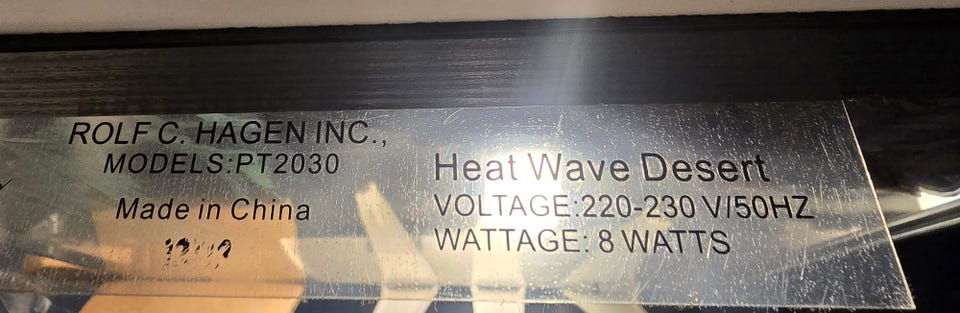 ROLF C. HAGEN INC.,
MODELS:PT2030
Made in China
Heat Wave Desert
VOLTAGE:220-230 V/50HZ
WATTAGE: 8 WATTS